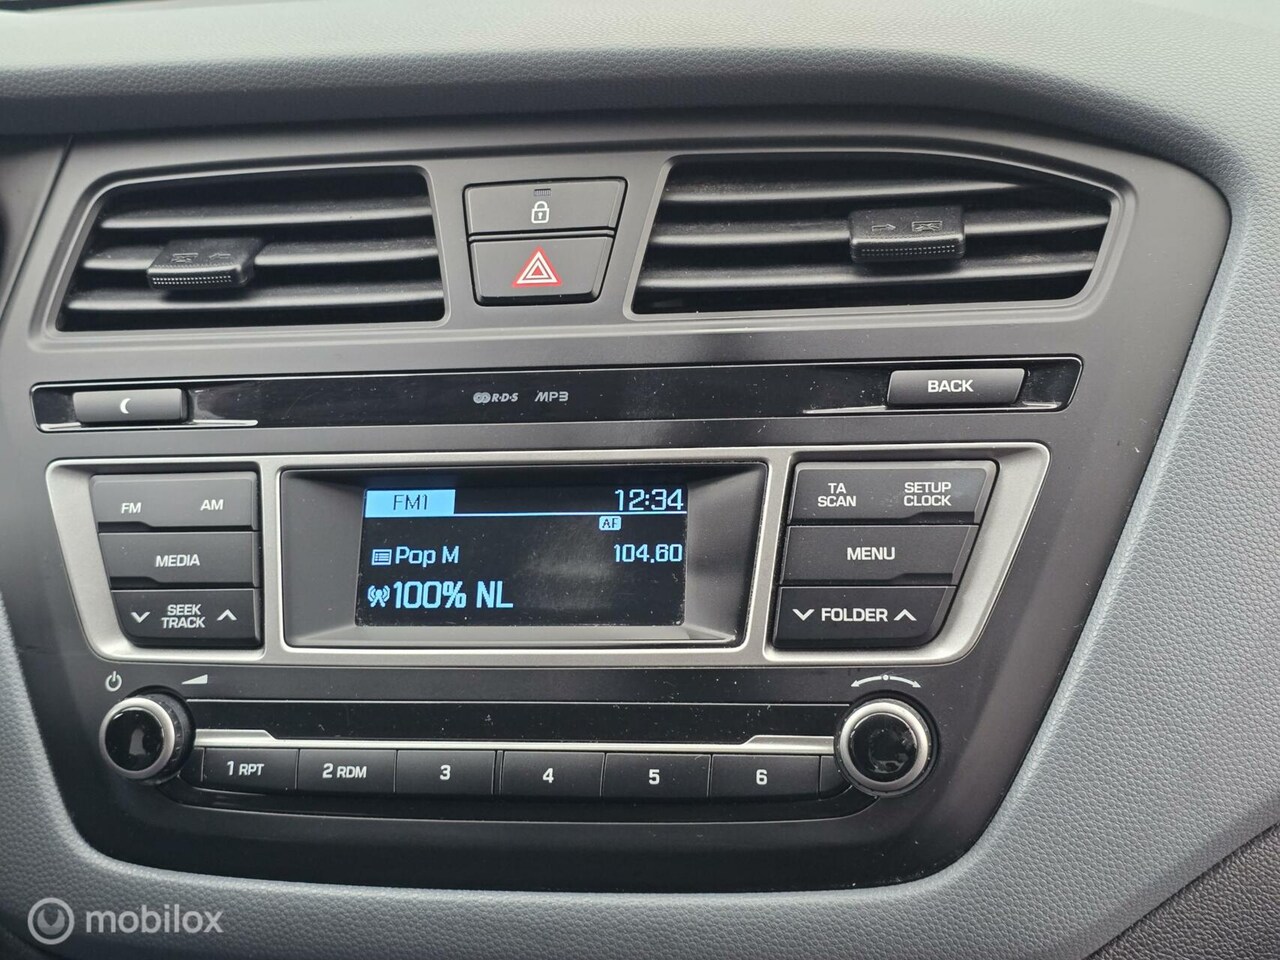 R·D·S MP3
BACK
FM AM
MEDIA
SEEK
TRACK
FM1 12:34
AF
Pop M 104.60
100% NL
TA
SCAN
SETUP
CLOCK
MENU
FOLDER
1 RPT 2 RDM 3 4 5 6
mobilox